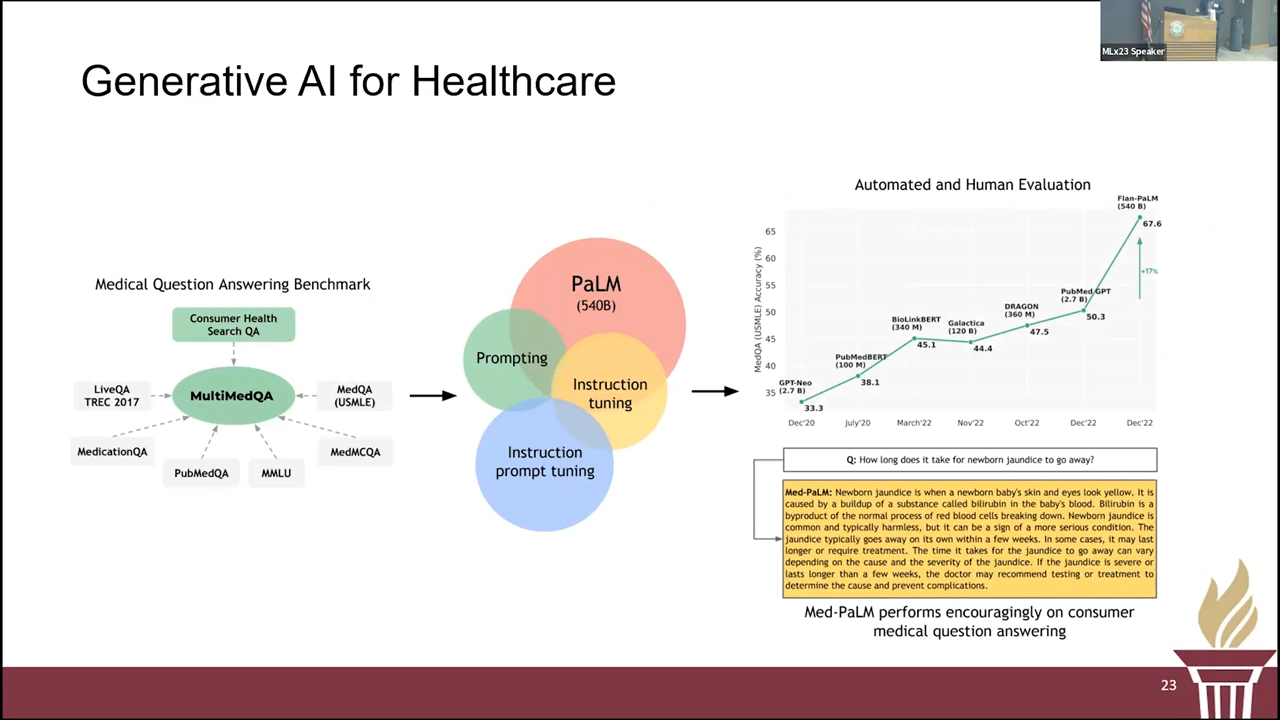 MLx23 Speaker
Generative AI for Healthcare
Medical Question Answering Benchmark
Consumer Health
Search QA
LiveQA
TREC 2017
MultiMedQA
MedQA
(USMLE)
MedicationQA
PubMedQA
MMLU
MedMCQA
PaLM
(540B)
Prompting
Instruction
tuning
Instruction
prompt tuning
Automated and Human Evaluation
MedQA (USMLE) Accuracy (%)
65
60
55
50
45
40
35
GPT-Neo
(2.7 B)
33.3
PubMedBERT
(100 M)
38.1
BioLinkBERT
(340 M)
45.1
Galactica
(120 B)
44.4
DRAGON
(360 M)
47.5
PubMed GPT
(2.7 B)
50.3
Flan-PaLM
(540 B)
67.6
+17%
Dec'20
July'20
March'22
Nov'22
Oct'22
Dec'22
Dec'22
Q: How long does it take for newborn jaundice to go away?
Med-PaLM: Newborn jaundice is when a newborn baby's skin and eyes look yellow. It is
caused by a buildup of a substance called bilirubin in the baby's blood. Bilirubin is a
byproduct of the normal process of red blood cells breaking down. Newborn jaundice is
common and typically harmless, but it can be a sign of a more serious condition. The
jaundice typically goes away on its own within a few weeks. In some cases, it may last
longer or require treatment. The time it takes for the jaundice to go away can vary
depending on the cause and the severity of the jaundice. If the jaundice is severe or
lasts longer than a few weeks, the doctor may recommend testing or treatment to
determine the cause and prevent complications.
Med-PaLM performs encouragingly on consumer
medical question answering
23